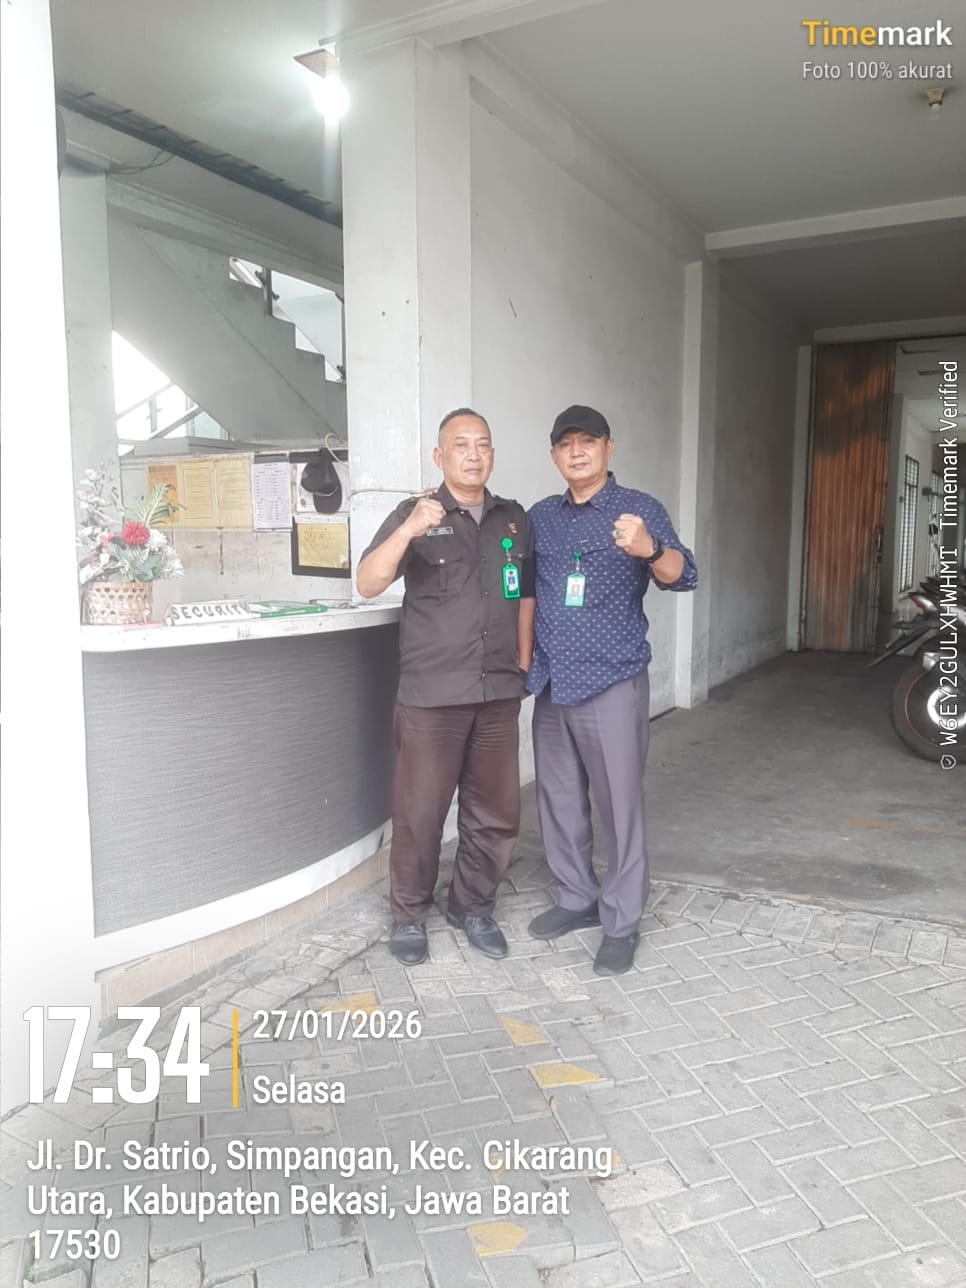 Timemark
Foto 100% akurat
W6EY2GULXHWHMT Timemark Verified
SECURITY
17:34
27/01/2026
Selasa
Jl. Dr. Satrio, Simpangan, Kec. Cikarang
Utara, Kabupaten Bekasi, Jawa Barat
17530